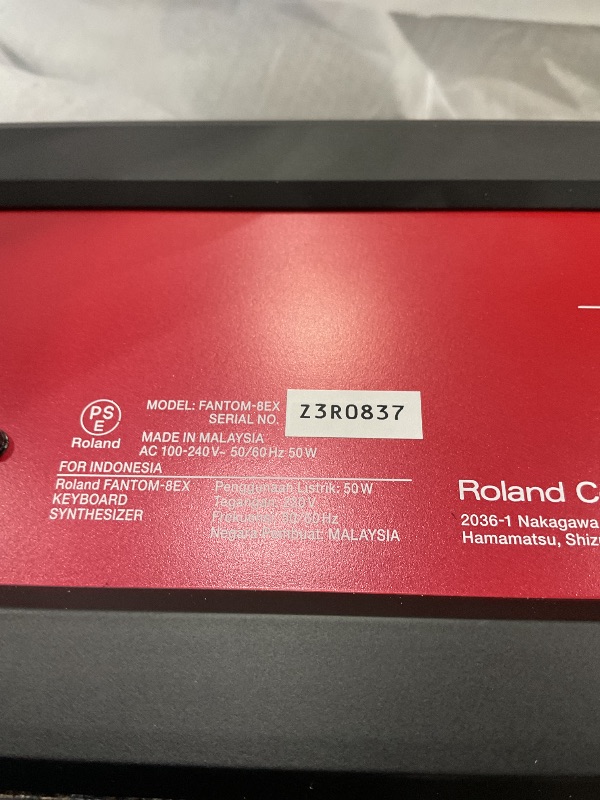 PS
E
Roland
MODEL: FANTOM-8EX
SERIAL NO.
Z3R0837
MADE IN MALAYSIA
AC 100-240V~ 50/60Hz 50W
FOR INDONESIA
Roland FANTOM-8EX
KEYBOARD
SYNTHESIZER
Penggunaan Listrik: 50W
Negara Pembuat: MALAYSIA
Roland C
2036-1 Nakagawa
Hamamatsu, Shizu